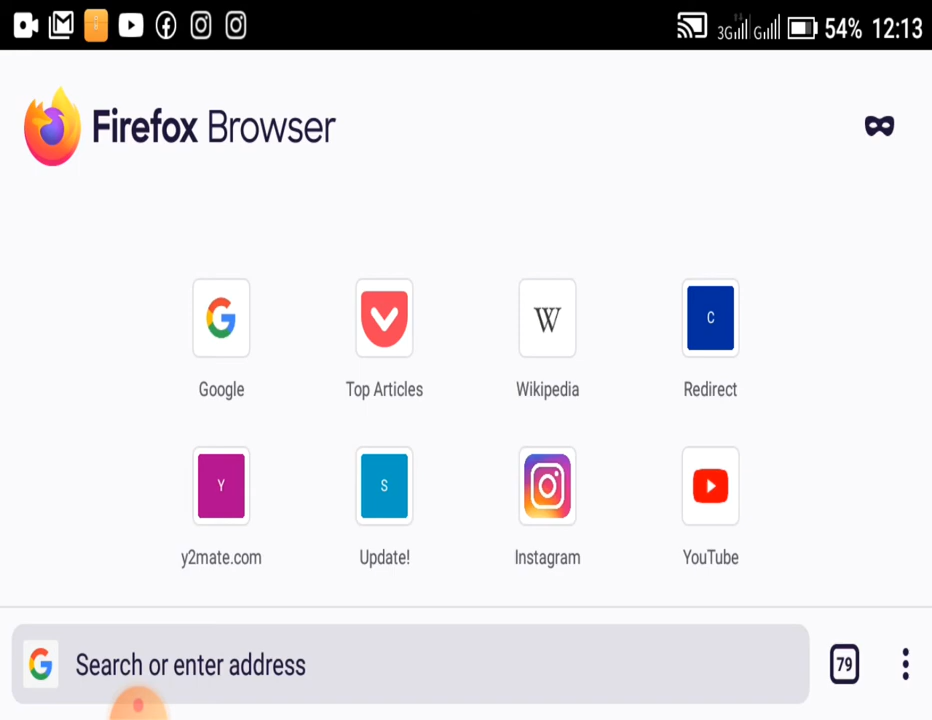 3G G 54% 12:13
Firefox Browser
Google Top Articles Wikipedia Redirect
C
Y S
y2mate.com Update! Instagram YouTube
Search or enter address 79